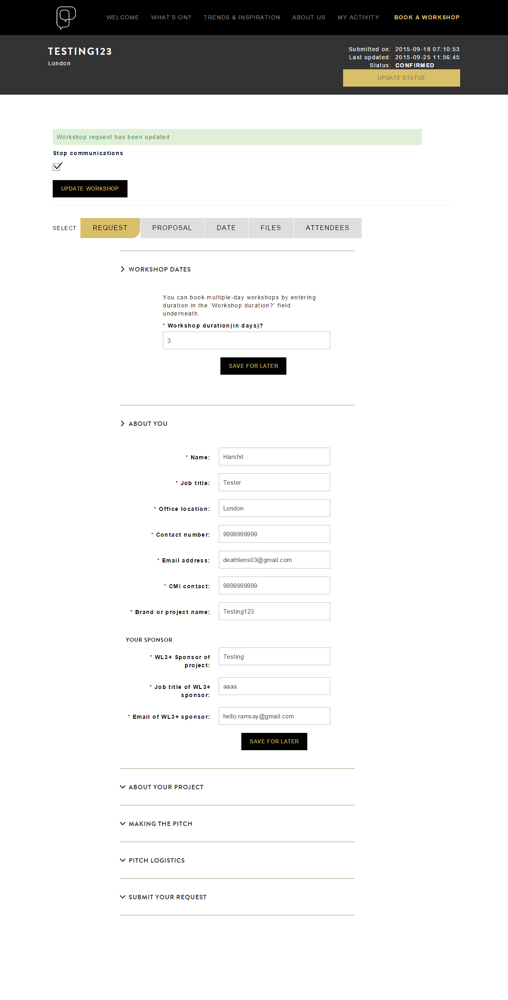 WELCOME WHAT'S ON? TRENDS & INSPIRATION ABOUT US MY ACTIVITY BOOK A WORKSHOP
TESTING123
London
Submitted on: 2015-09-18 07:10:53
Last updated: 2015-09-25 11:56:45
Status: CONFIRMED
UPDATE STATUS
Workshop request has been updated
Stop communications
UPDATE WORKSHOP
SELECT REQUEST PROPOSAL DATE FILES ATTENDEES
WORKSHOP DATES
You can book multiple-day workshops by entering
duration in the ‘Workshop duration?’ field
underneath.
* Workshop duration(in days)?
3
SAVE FOR LATER
ABOUT YOU
* Name: Harshit
* Job title: Tester
* Office location: London
* Contact number: 9999999999
* Email address: deathlens03@gmail.com
* CMI contact: 9999999999
* Brand or project name: Testing123
YOUR SPONSOR
* WL3+ Sponsor of
project:
Testing
* Job title of WL3+
sponsor:
aaaa
* Email of WL3+ sponsor: hello.ramsay@gmail.com
SAVE FOR LATER
ABOUT YOUR PROJECT
MAKING THE PITCH
PITCH LOGISTICS
SUBMIT YOUR REQUEST